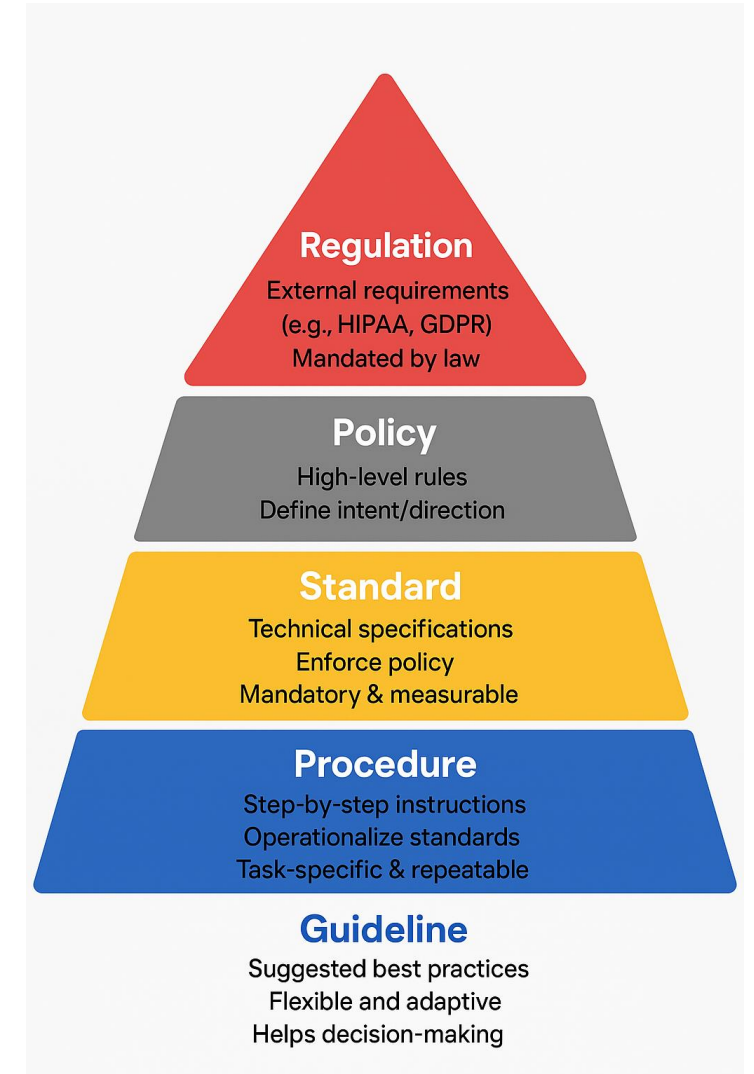 Regulation
External requirements
(e.g., HIPAA, GDPR)
Mandated by law
Policy
High-level rules
Define intent/direction
Standard
Technical specifications
Enforce policy
Mandatory & measurable
Procedure
Step-by-step instructions
Operationalize standards
Task-specific & repeatable
Guideline
Suggested best practices
Flexible and adaptive
Helps decision-making